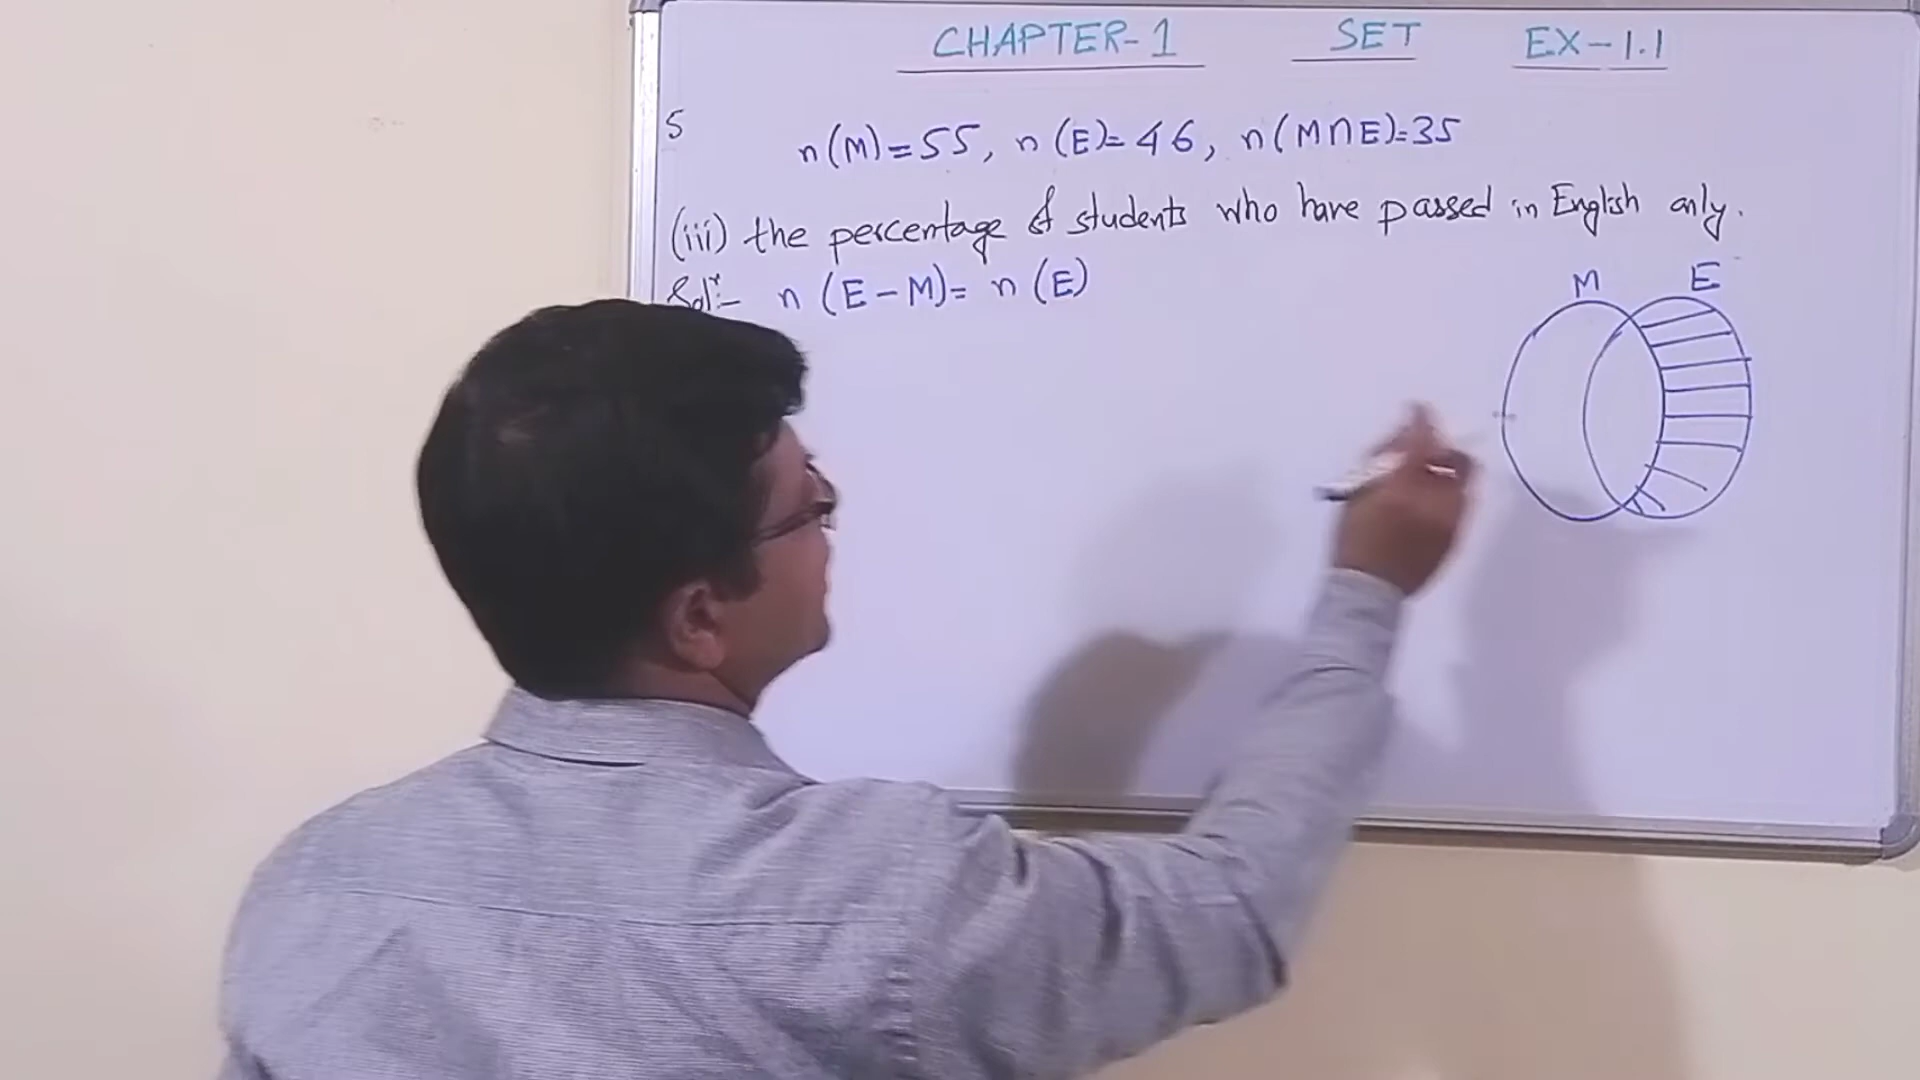 CHAPTER-1 SET EX-1.1
5 n(M)=55, n(E)=46, n(M∩E)=35
(iii) the percentage of students who have passed in English only.
Solⁿ:- n(E-M)= n(E)
M E